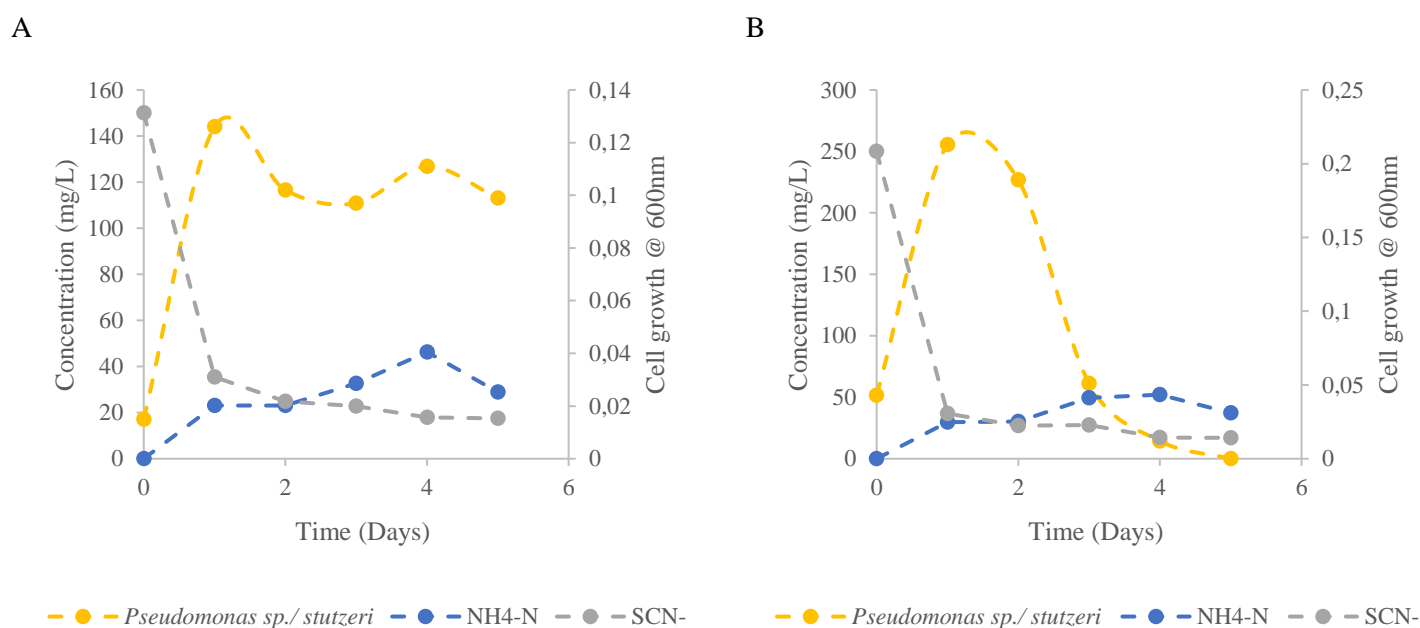 A
160
140
120
100
80
60
40
20
0
Concentration (mg/L)
0,14
0,12
0,1
0,08
0,06
0,04
0,02
0
Cell growth @ 600nm
0 2 4 6
Time (Days)
Pseudomonas sp./ stutzeri NH4-N SCN-
B
300
250
200
150
100
50
0
Concentration (mg/L)
0,25
0,2
0,15
0,1
0,05
0
Cell growth @ 600nm
0 2 4 6
Time (Days)
Pseudomonas sp./ stutzeri NH4-N SCN-